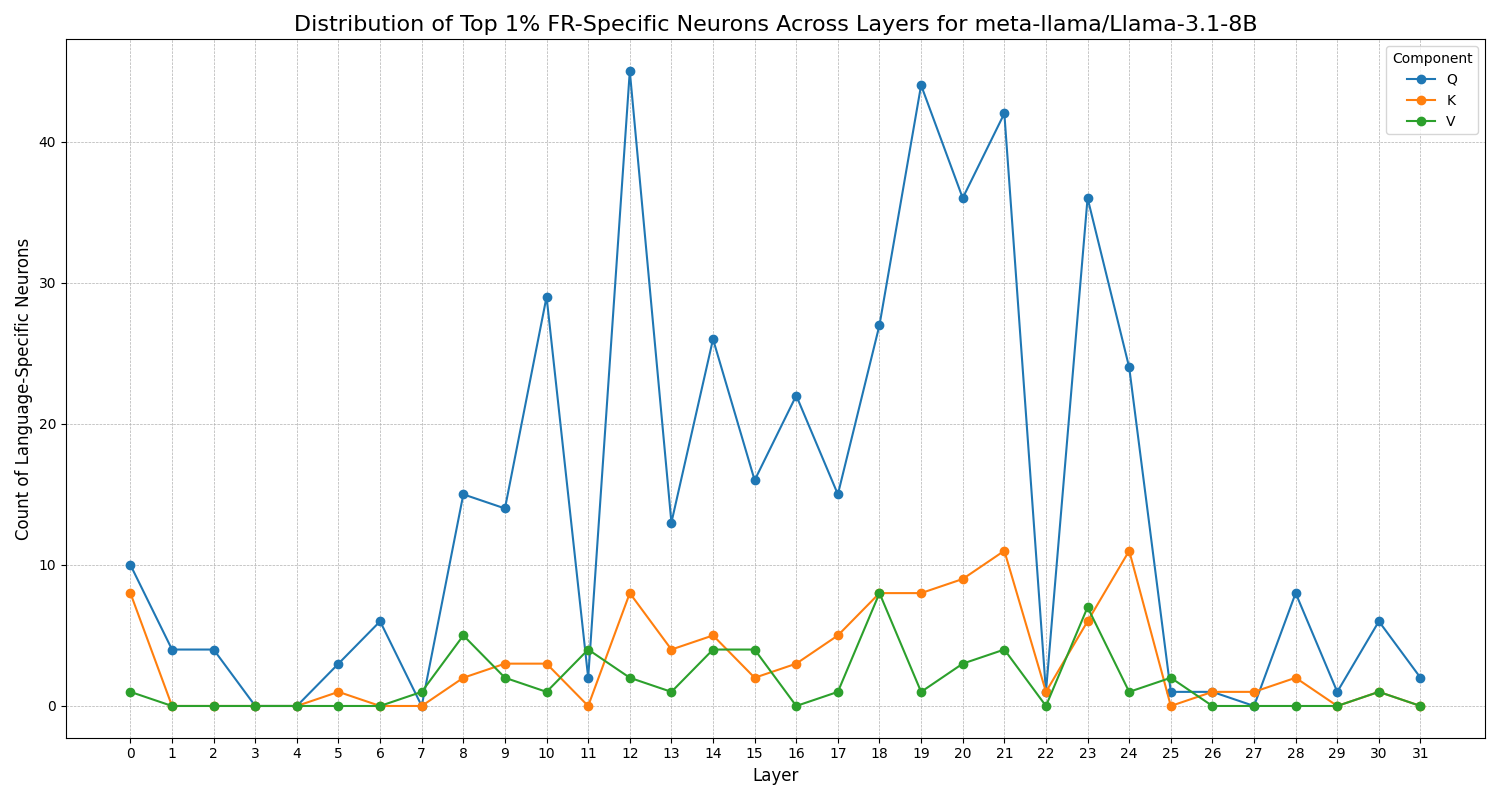 Distribution of Top 1% FR-Specific Neurons Across Layers for meta-llama/Llama-3.1-8B
Component
Q
K
V
Count of Language-Specific Neurons
40
30
20
10
0
0 1 2 3 4 5 6 7 8 9 10 11 12 13 14 15 16 17 18 19 20 21 22 23 24 25 26 27 28 29 30 31
Layer